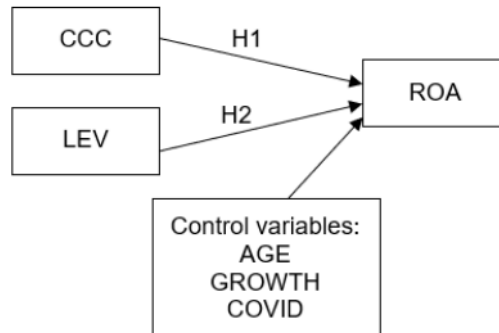 CCC
H1
ROA
H2
LEV
Control variables:
AGE
GROWTH
COVID